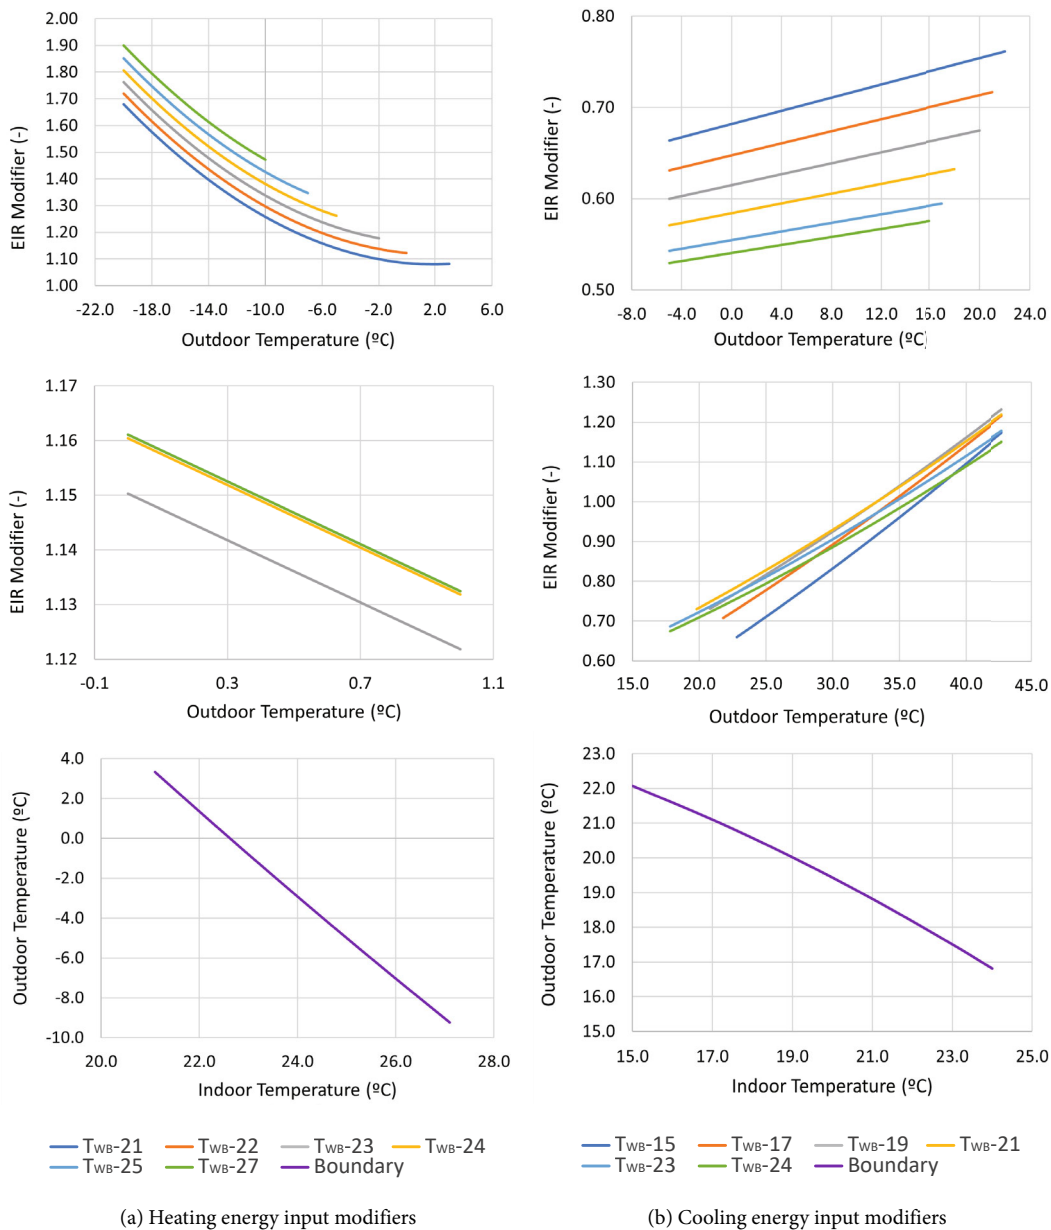 2.00
1.90
1.80
1.70
1.60
1.50
1.40
1.30
1.20
1.10
1.00
EIR Modifier (-)
-22.0 -18.0 -14.0 -10.0 -6.0 -2.0 2.0 6.0
Outdoor Temperature (ºC)
0.80
0.70
0.60
0.50
EIR Modifier (-)
-8.0 -4.0 0.0 4.0 8.0 12.0 16.0 20.0 24.0
Outdoor Temperature (ºC)
1.17
1.16
1.15
1.14
1.13
1.12
EIR Modifier (-)
-0.1 0.3 0.7 1.1
Outdoor Temperature (ºC)
1.30
1.20
1.10
1.00
0.90
0.80
0.70
0.60
EIR Modifier (-)
15.0 20.0 25.0 30.0 35.0 40.0 45.0
Outdoor Temperature (ºC)
4.0
2.0
0.0
-2.0
-4.0
-6.0
-8.0
-10.0
Outdoor Temperature (ºC)
20.0 22.0 24.0 26.0 28.0
Indoor Temperature (ºC)
23.0
22.0
21.0
20.0
19.0
18.0
17.0
16.0
15.0
Outdoor Temperature (ºC)
15.0 17.0 19.0 21.0 23.0 25.0
Indoor Temperature (ºC)
TWB-21 TWB-22 TWB-23 TWB-24
TWB-25 TWB-27 Boundary
TWB-15 TWB-17 TWB-19 TWB-21
TWB-23 TWB-24 Boundary
(a) Heating energy input modifiers
(b) Cooling energy input modifiers